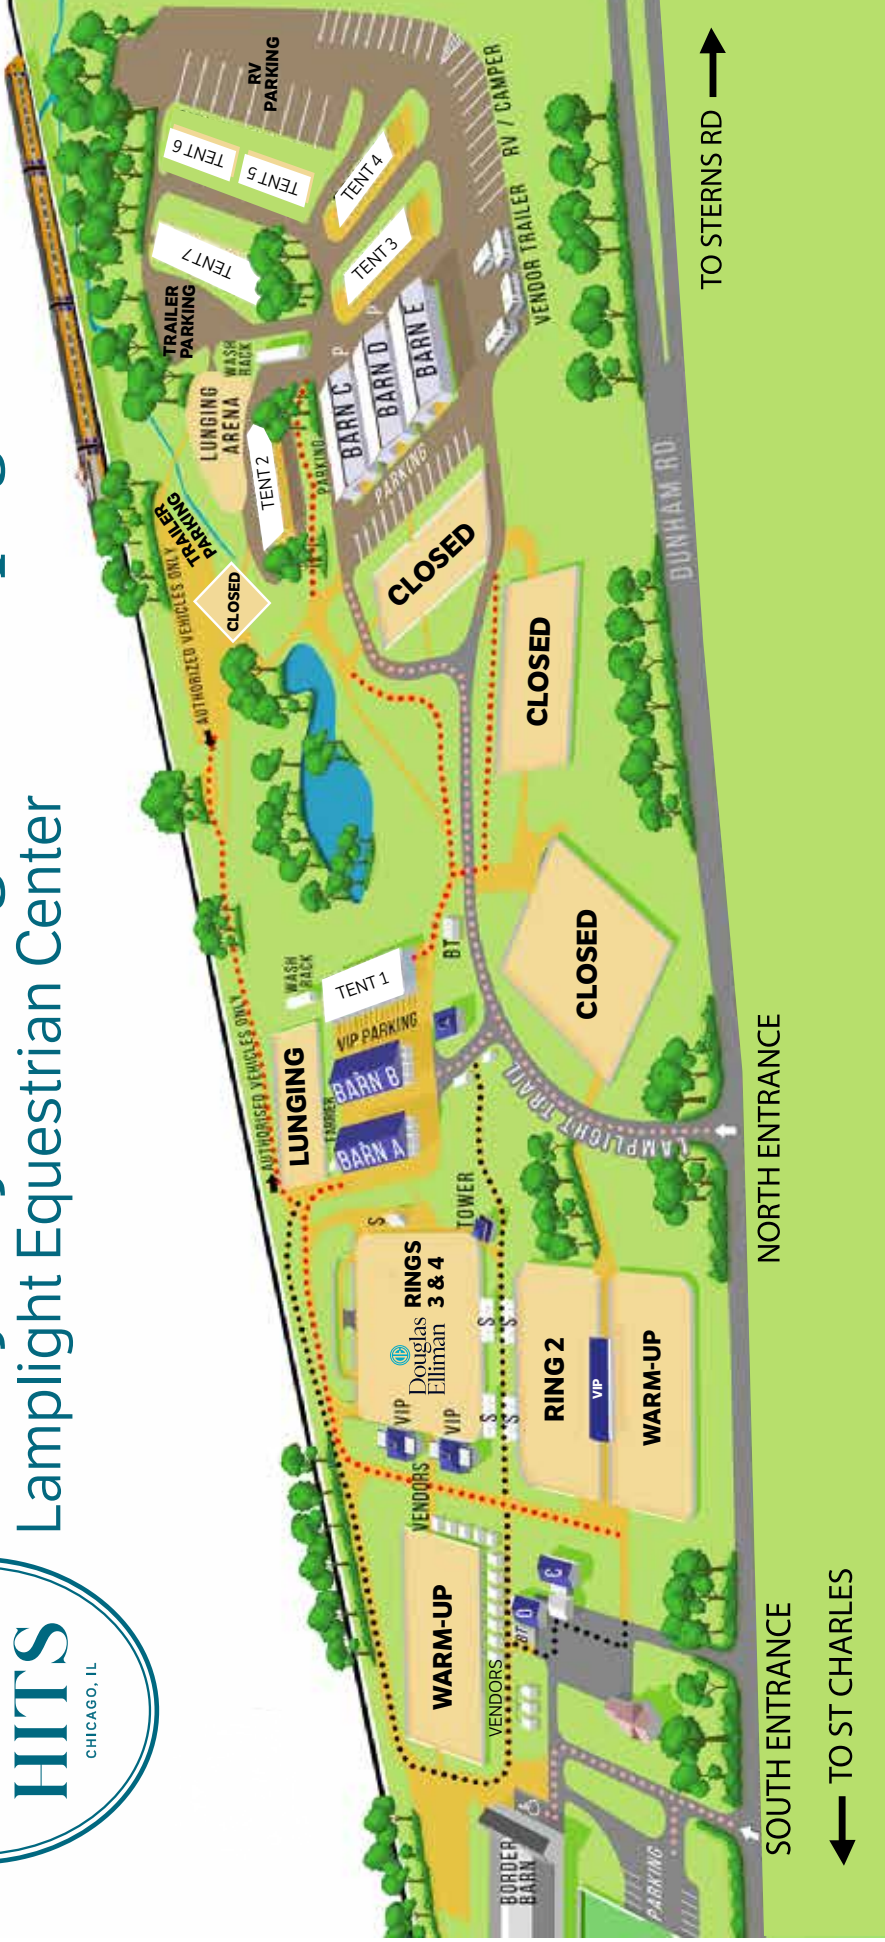 Lamplight Equestrian Center
HITS
CHICAGO, IL
RV
PARKING
TENT 6
TENT 5
TENT 4
TENT 7
TENT 3
RV / CAMPER
VENDOR TRAILER
TO STERNS RD
TRAILER
PARKING
WASH
RACK
P
P
BARN C
BARN D
BARN E
LUNGING
ARENA
TENT 2
PARKING
PARKING
TRAILER
PARKING
CLOSED
AUTHORIZED VEHICLES ONLY
CLOSED
CLOSED
DUNHAM RD
CLOSED
WASH
RACK
TENT 1
BT
VIP PARKING
A
AUTHORISED VEHICLES ONLY
LUNGING
FARRIER
BARN B
BARN A
LAMPLIGHT TRAIL
NORTH ENTRANCE
S
TOWER
RINGS
3 & 4
Douglas
Elliman
S
S
S
S
VIP
VIP
RING 2
VIP
WARM-UP
VENDORS
WARM-UP
VENDORS
BT
O
C
BORDER
BARN
PARKING
SOUTH ENTRANCE
TO ST CHARLES